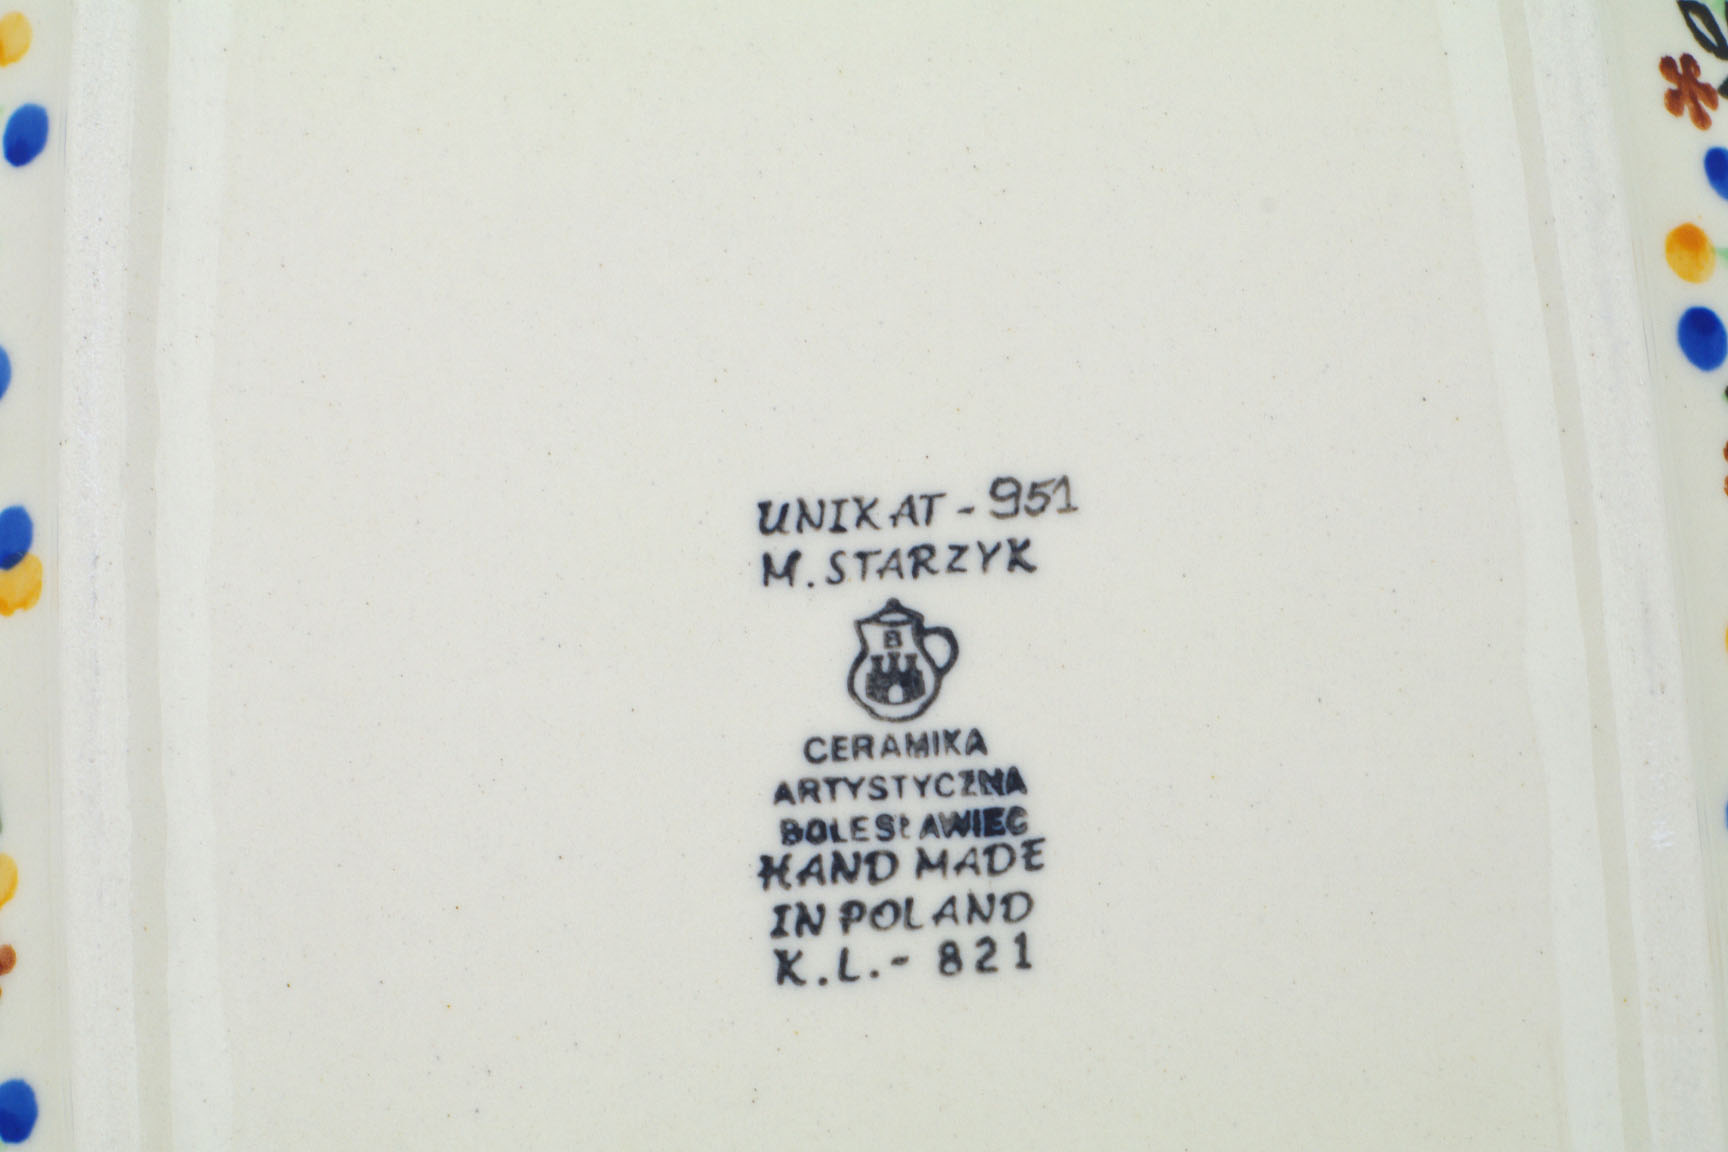 UNIKAT - 951
M. STARZYK
B
CERAMIKA
ARTYSTYCZNA
BOLESŁAWIEC
HAND MADE
IN POLAND
K.L.- 821